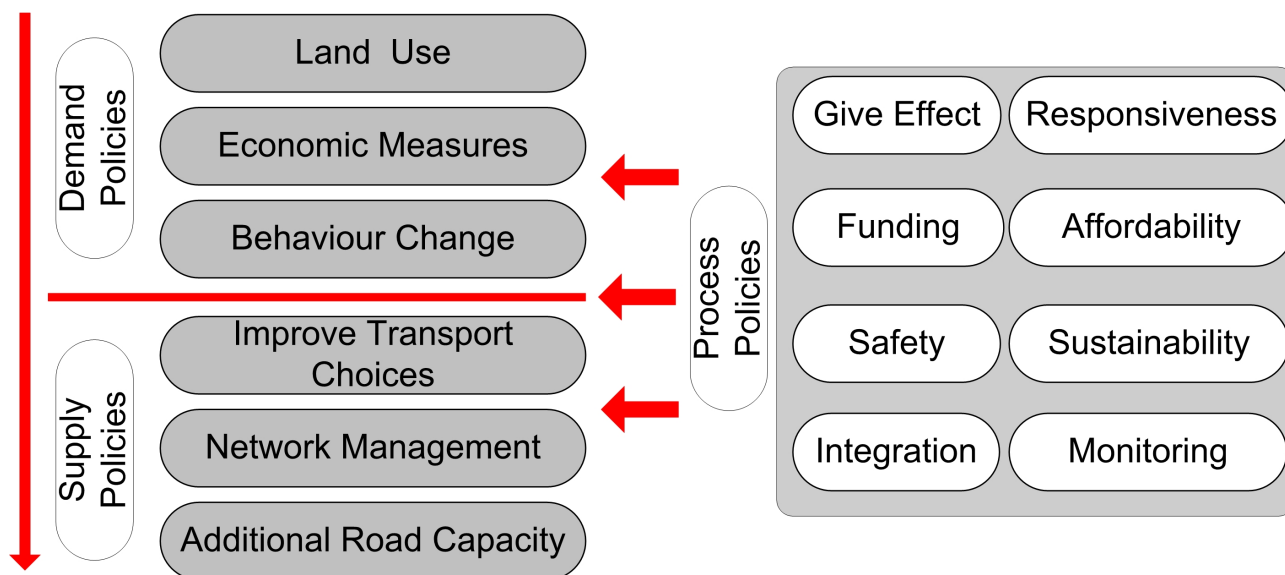 Demand
Policies
Land Use
Economic Measures
Behaviour Change
Supply
Policies
Improve Transport
Choices
Network Management
Additional Road Capacity
Process
Policies
Give Effect
Responsiveness
Funding
Affordability
Safety
Sustainability
Integration
Monitoring